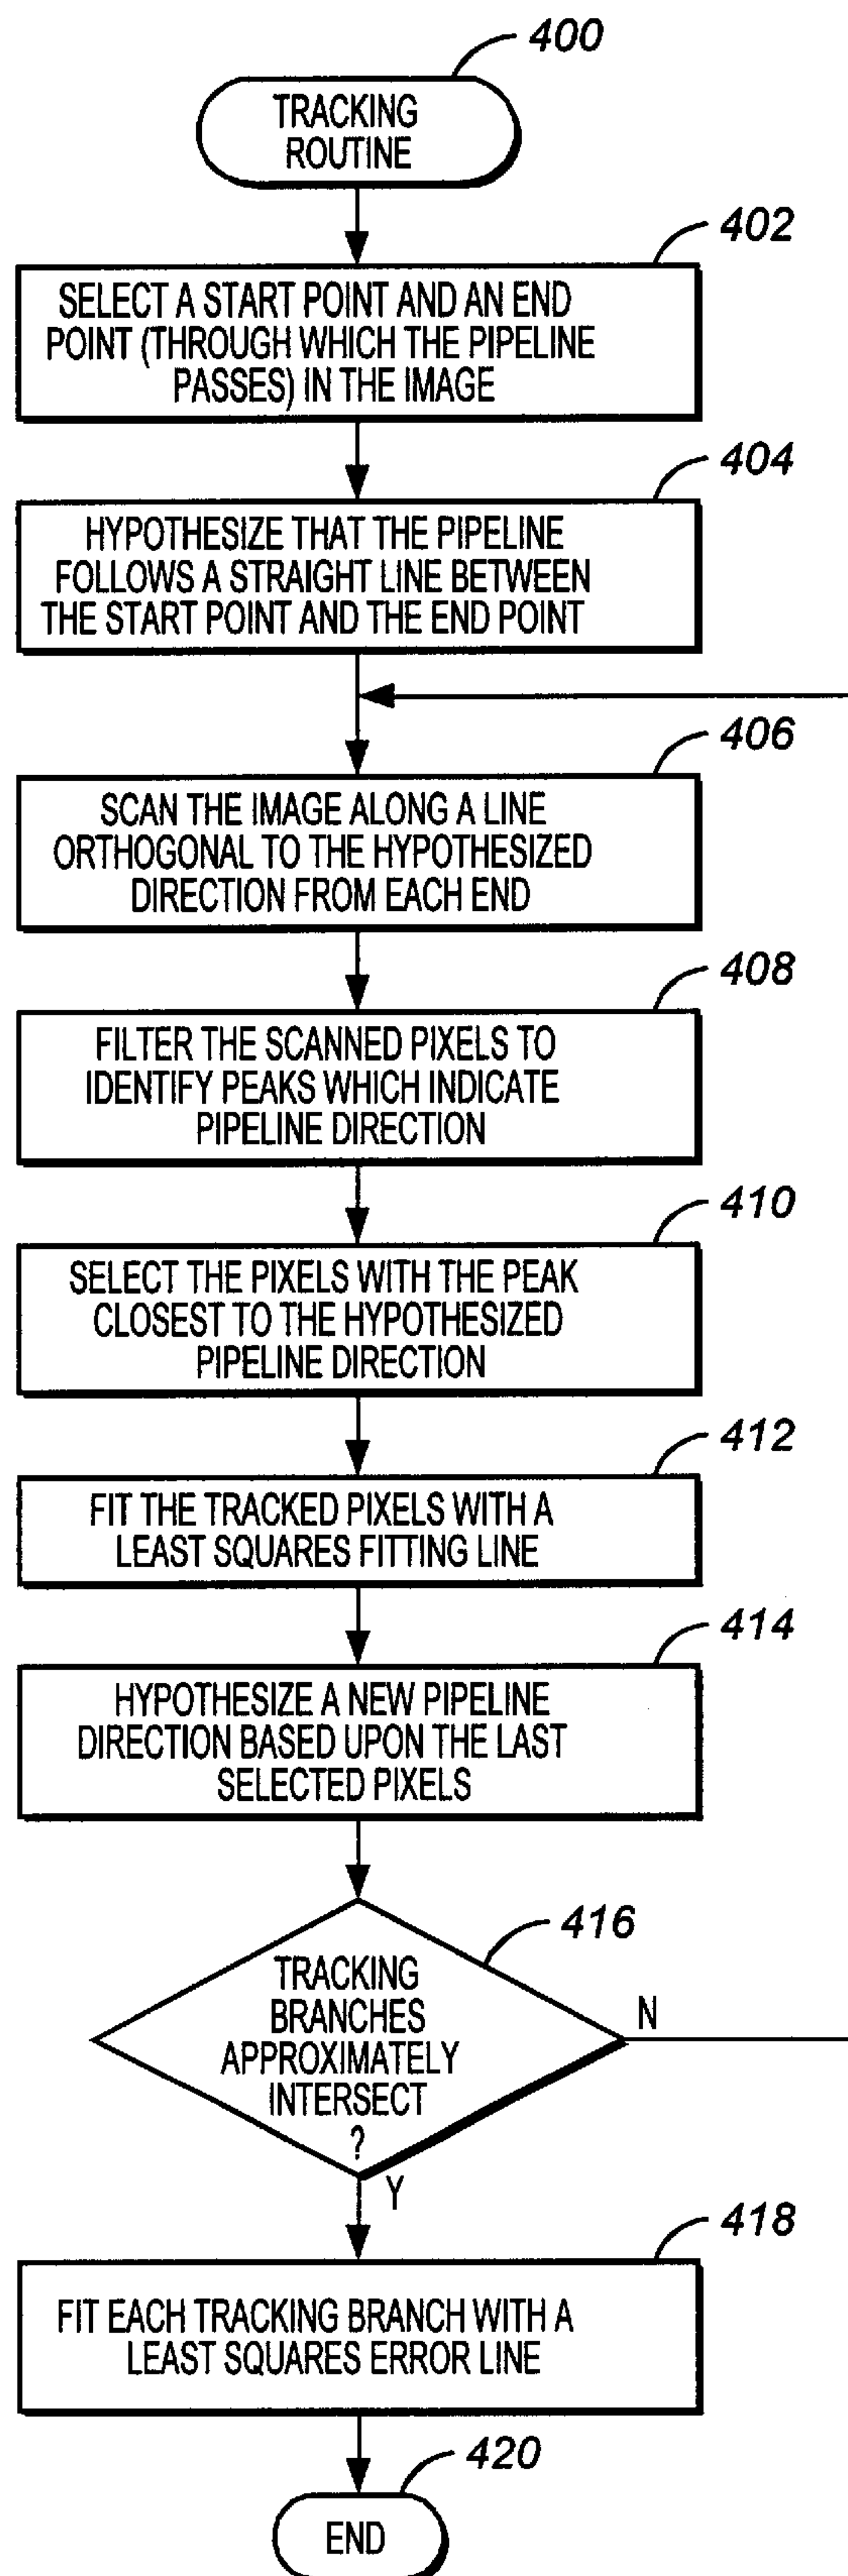 400
TRACKING
ROUTINE
402
SELECT A START POINT AND AN END
POINT (THROUGH WHICH THE PIPELINE
PASSES) IN THE IMAGE
404
HYPOTHESIZE THAT THE PIPELINE
FOLLOWS A STRAIGHT LINE BETWEEN
THE START POINT AND THE END POINT
406
SCAN THE IMAGE ALONG A LINE
ORTHOGONAL TO THE HYPOTHESIZED
DIRECTION FROM EACH END
408
FILTER THE SCANNED PIXELS TO
IDENTIFY PEAKS WHICH INDICATE
PIPELINE DIRECTION
410
SELECT THE PIXELS WITH THE PEAK
CLOSEST TO THE HYPOTHESIZED
PIPELINE DIRECTION
412
FIT THE TRACKED PIXELS WITH A
LEAST SQUARES FITTING LINE
414
HYPOTHESIZE A NEW PIPELINE
DIRECTION BASED UPON THE LAST
SELECTED PIXELS
416
TRACKING
BRANCHES
APPROXIMATELY
INTERSECT
?
N
Y
418
FIT EACH TRACKING BRANCH WITH A
LEAST SQUARES ERROR LINE
420
END